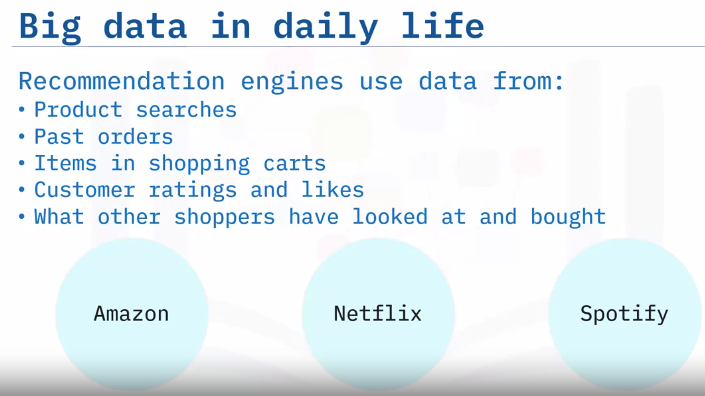 Big data in daily life
Recommendation engines use data from:
• Product searches
• Past orders
• Items in shopping carts
• Customer ratings and likes
• What other shoppers have looked at and bought
Amazon
Netflix
Spotify